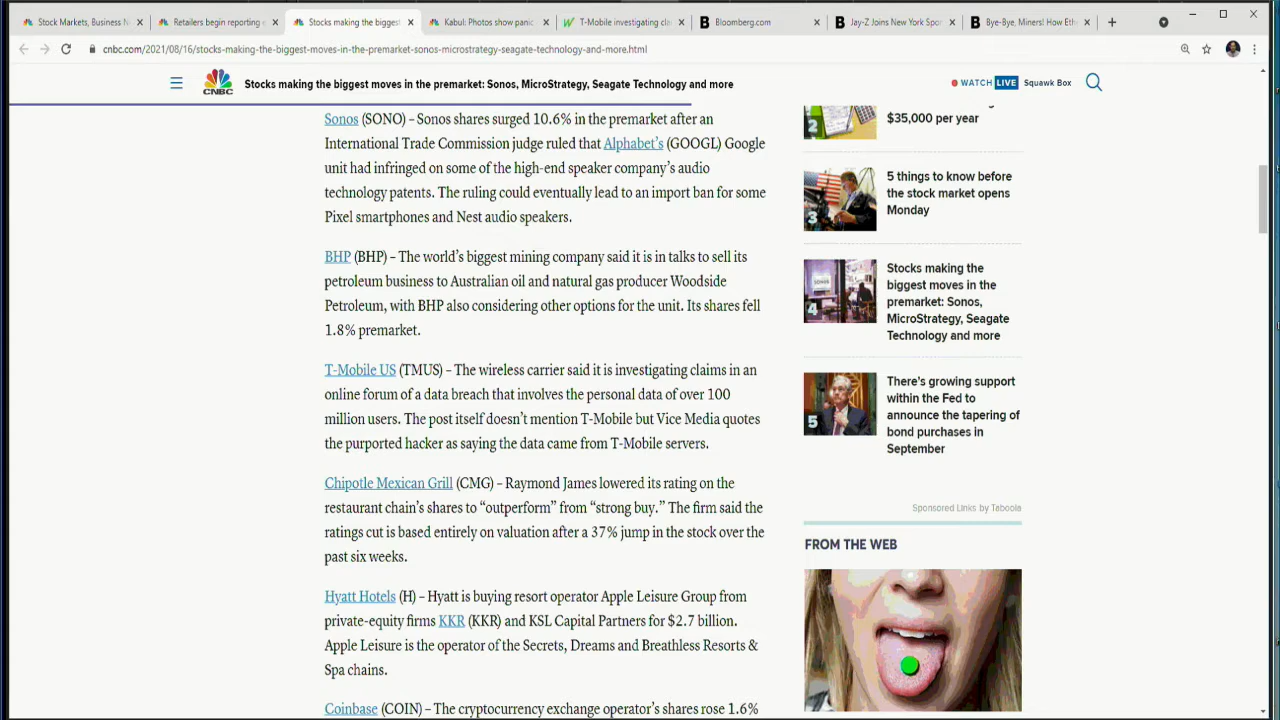 Stock Markets, Business N
Retailers begin reporting e
Stocks making the biggest
Kabul: Photos show panic
T-Mobile investigating cla
Bloomberg.com
Jay-Z Joins New York Spo
Bye-Bye, Miners! How Eth
cnbc.com/2021/08/16/stocks-making-the-biggest-moves-in-the-premarket-sonos-microstrategy-seagate-technology-and-more.html
CNBC
Stocks making the biggest moves in the premarket: Sonos, MicroStrategy, Seagate Technology and more
WATCH LIVE Squawk Box
Sonos (SONO) – Sonos shares surged 10.6% in the premarket after an
International Trade Commission judge ruled that Alphabet’s (GOOGL) Google
unit had infringed on some of the high-end speaker company’s audio
technology patents. The ruling could eventually lead to an import ban for some
Pixel smartphones and Nest audio speakers.
BHP (BHP) – The world’s biggest mining company said it is in talks to sell its
petroleum business to Australian oil and natural gas producer Woodside
Petroleum, with BHP also considering other options for the unit. Its shares fell
1.8% premarket.
T-Mobile US (TMUS) – The wireless carrier said it is investigating claims in an
online forum of a data breach that involves the personal data of over 100
million users. The post itself doesn’t mention T-Mobile but Vice Media quotes
the purported hacker as saying the data came from T-Mobile servers.
Chipotle Mexican Grill (CMG) – Raymond James lowered its rating on the
restaurant chain’s shares to “outperform” from “strong buy.” The firm said the
ratings cut is based entirely on valuation after a 37% jump in the stock over the
past six weeks.
Hyatt Hotels (H) – Hyatt is buying resort operator Apple Leisure Group from
private-equity firms KKR (KKR) and KSL Capital Partners for $2.7 billion.
Apple Leisure is the operator of the Secrets, Dreams and Breathless Resorts &
Spa chains.
Coinbase (COIN) – The cryptocurrency exchange operator’s shares rose 1.6%
2
$35,000 per year
3
5 things to know before
the stock market opens
Monday
4
Stocks making the
biggest moves in the
premarket: Sonos,
MicroStrategy, Seagate
Technology and more
5
There’s growing support
within the Fed to
announce the tapering of
bond purchases in
September
Sponsored Links by Taboola
FROM THE WEB